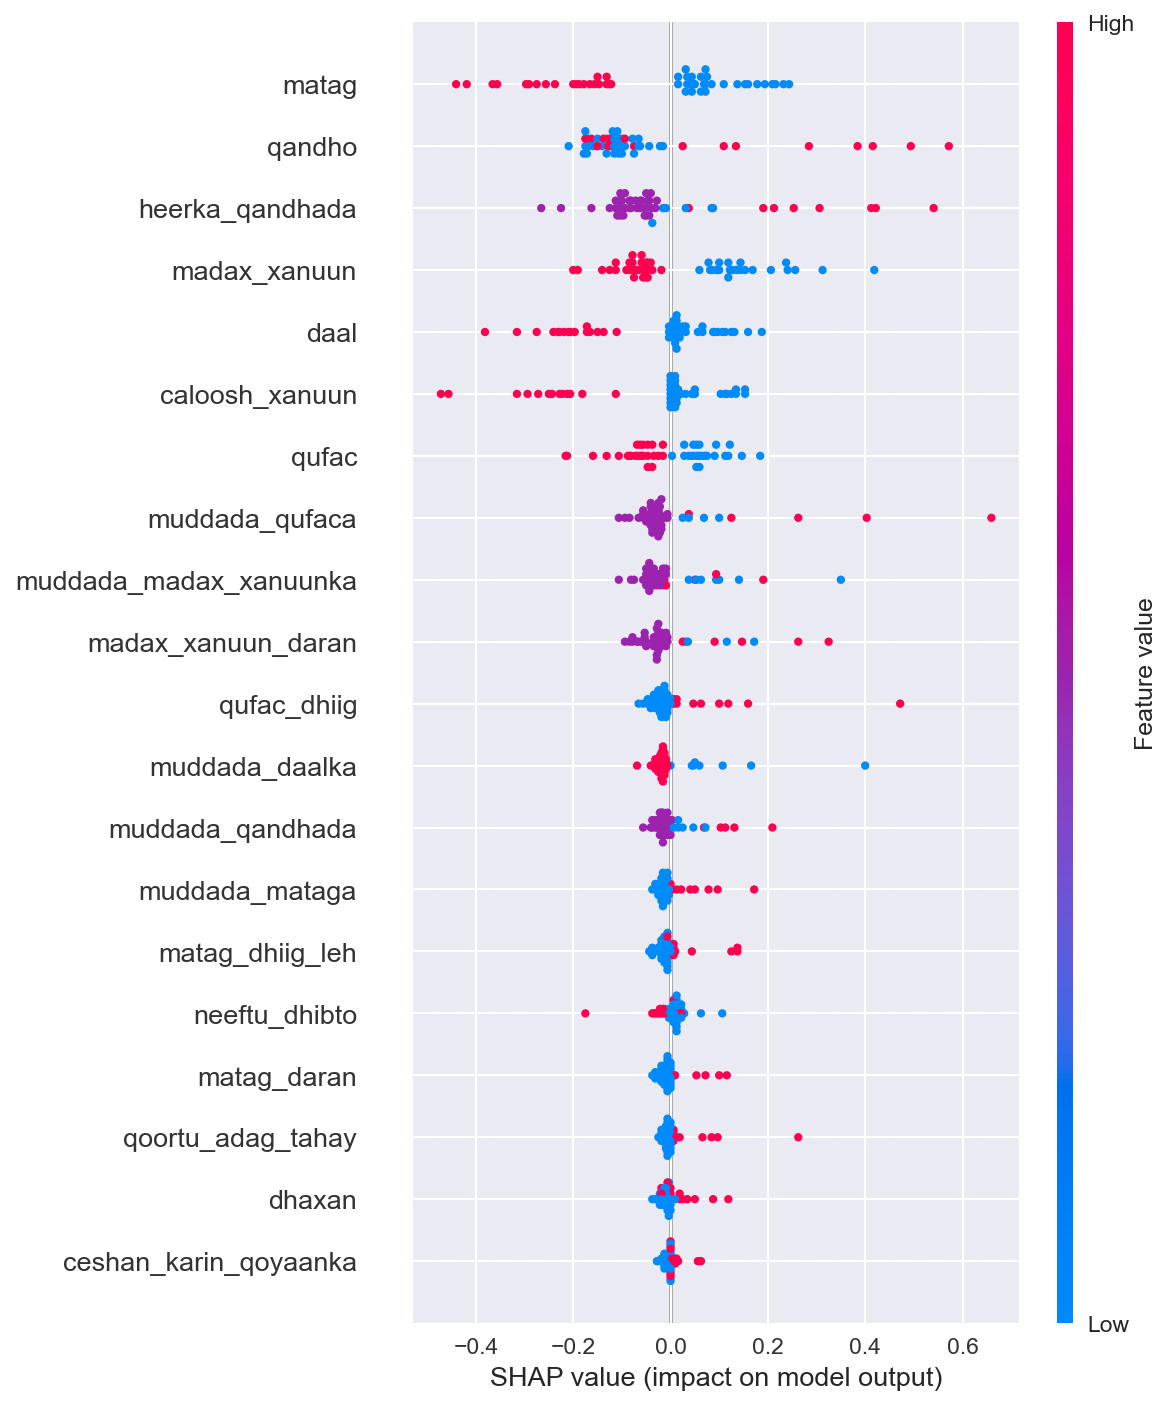 High
matag
qandho
heerka_qandhada
madax_xanuun
daal
caloosh_xanuun
qufac
muddada_qufaca
muddada_madax_xanuunka
madax_xanuun_daran
qufac_dhiig
muddada_daalka
muddada_qandhada
muddada_mataga
matag_dhiig_leh
neeftu_dhibto
matag_daran
qoortu_adag_tahay
dhaxan
ceshan_karin_qoyaanka
Feature value
Low
−0.4 −0.2 0.0 0.2 0.4 0.6
SHAP value (impact on model output)